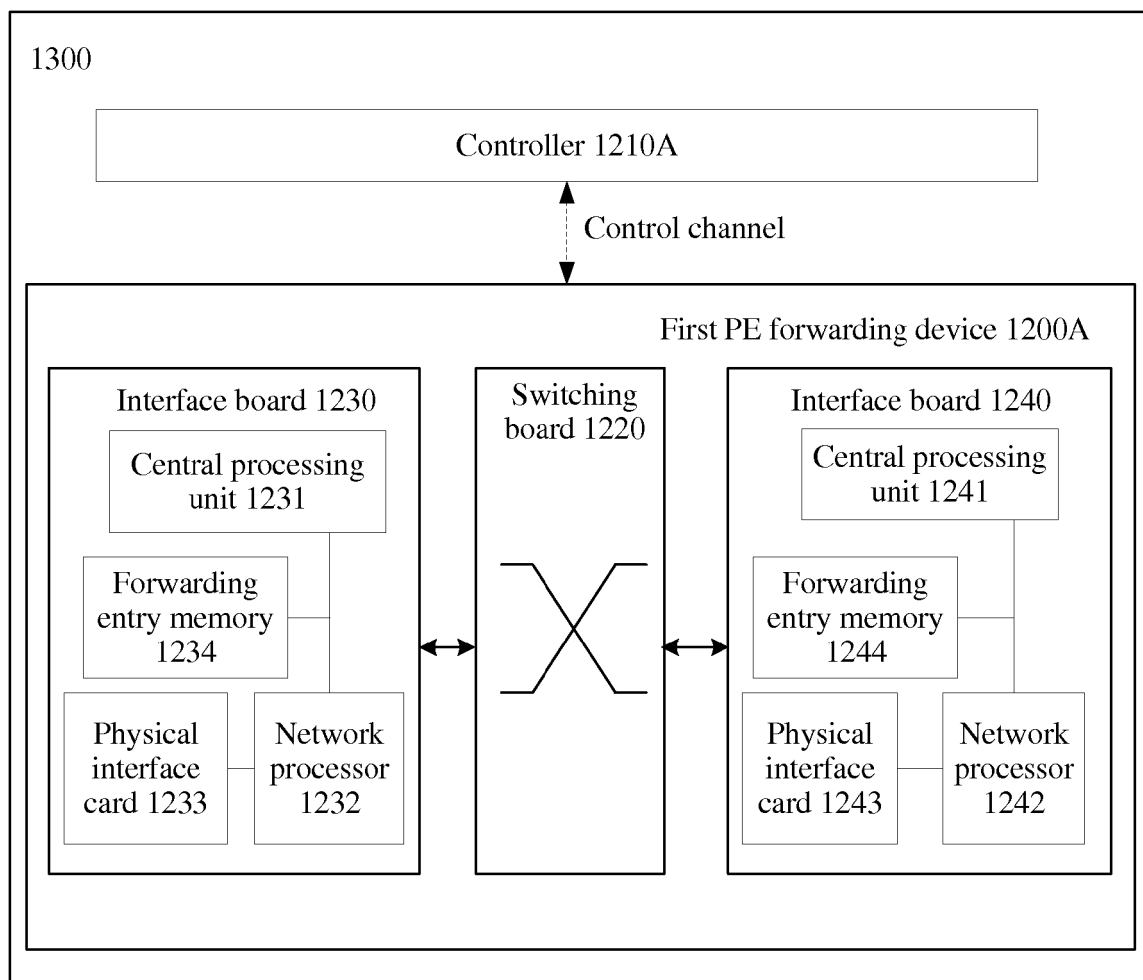 1300
Controller 1210A
Control channel
First PE forwarding device 1200A
Interface board 1230
Central processing
unit 1231
Forwarding
entry memory
1234
Physical
interface
card 1233
Network
processor
1232
Switching
board 1220
Interface board 1240
Central processing
unit 1241
Forwarding
entry memory
1244
Physical
interface
card 1243
Network
processor
1242